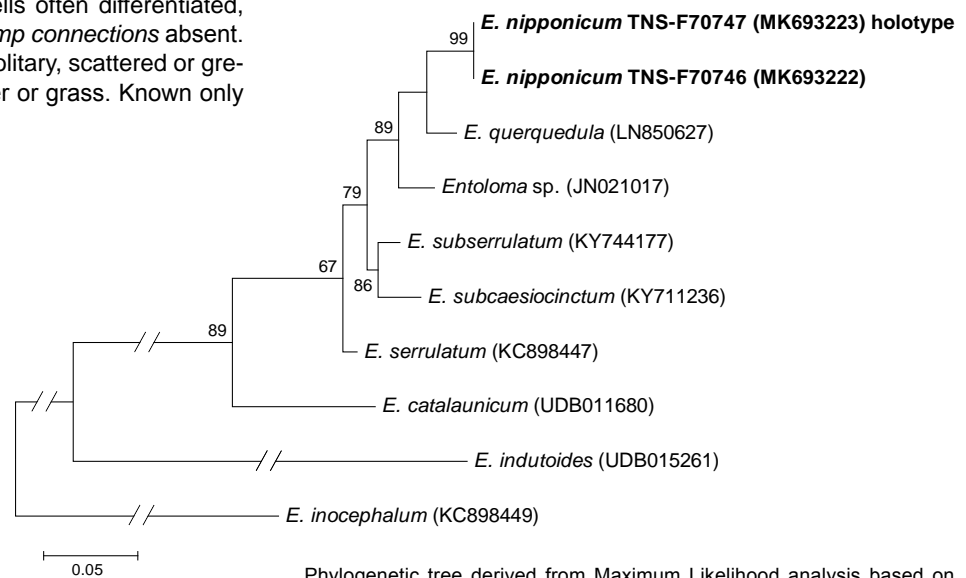 ls often differentiated,
mp connections absent.
olitary, scattered or gre-
er or grass. Known only
99
E. nipponicum TNS-F70747 (MK693223) holotype
E. nipponicum TNS-F70746 (MK693222)
89
E. querquedula (LN850627)
Entoloma sp. (JN021017)
79
E. subserrulatum (KY744177)
67
86
E. subcaesiocinctum (KY711236)
89
E. serrulatum (KC898447)
E. catalaunicum (UDB011680)
E. indutoides (UDB015261)
E. inocephalum (KC898449)
0.05
Phylogenetic tree derived from Maximum Likelihood analysis based on